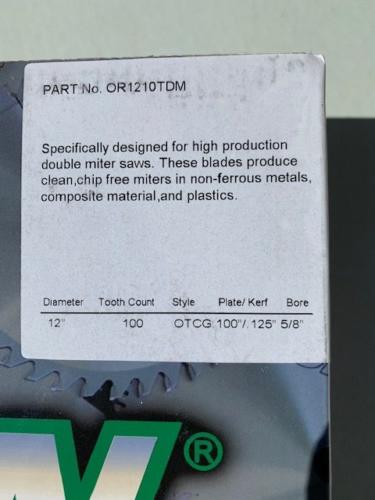 PART No. OR1210TDM
Specifically designed for high production
double miter saws. These blades produce
clean,chip free miters in non-ferrous metals,
composite material,and plastics.
Diameter Tooth Count Style Plate/ Kerf Bore
12" 100 OTCG .100"/.125" 5/8"
®